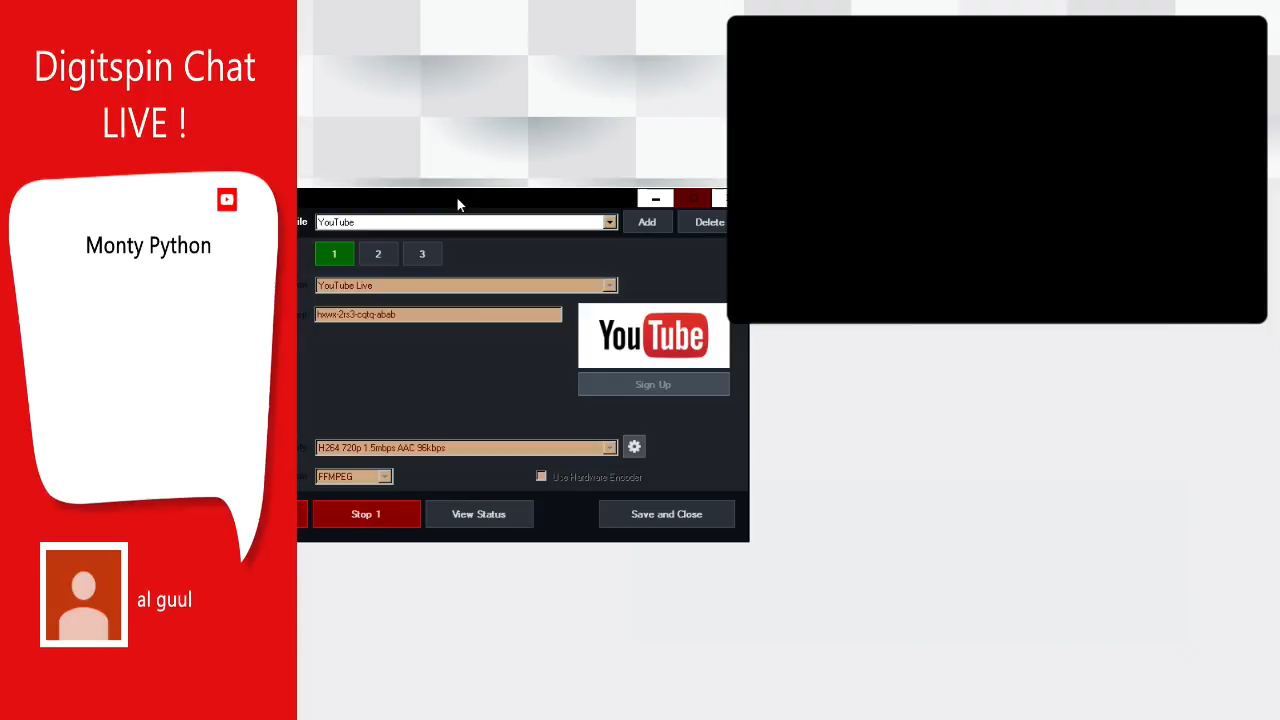 Digitspin Chat
LIVE !
Monty Python
al guul
YouTube
Add
Delete
1
2
3
YouTube Live
hxwx-2rs3-cqtq-abab
YouTube
Sign Up
H264 720p 1.5mbps AAC 96kbps
FFMPEG
Use Hardware Encoder
Stop 1
View Status
Save and Close